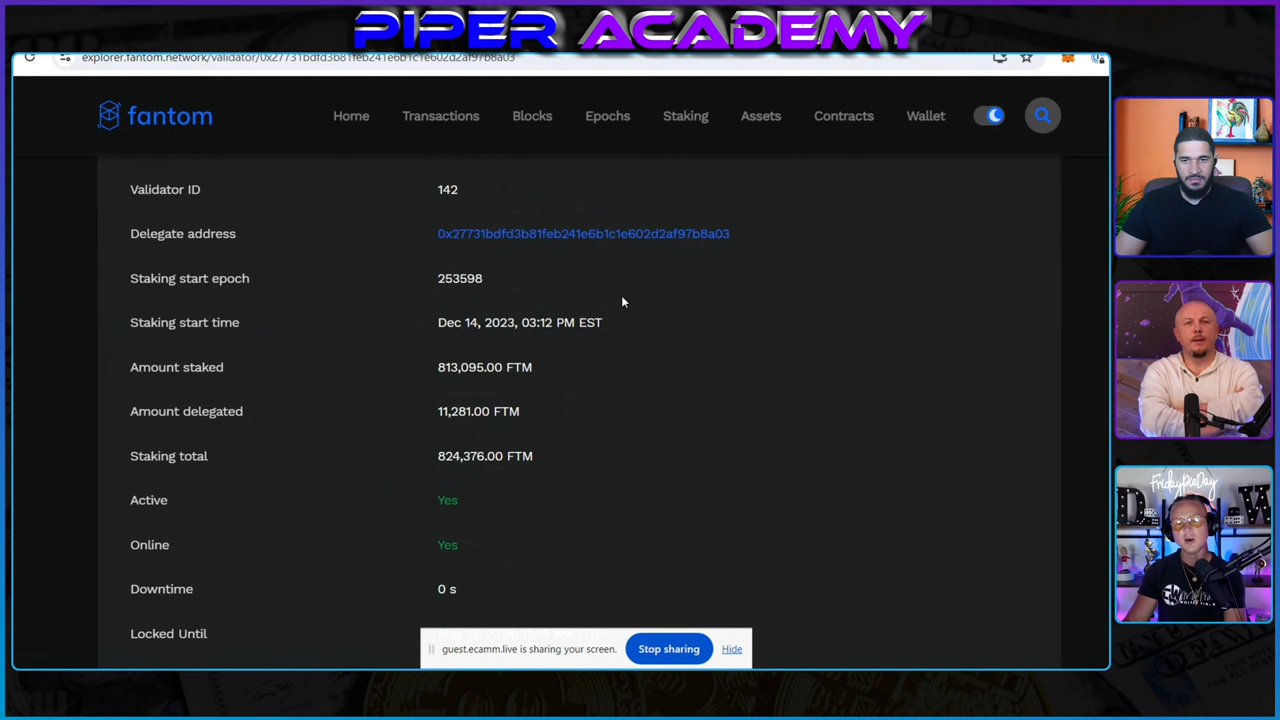 PIPER ACADEMY
explorer.fantom.network/validator/0x27731bdfd3b81feb241e6b1c1e602d2af97b8a03
fantom
Home Transactions Blocks Epochs Staking Assets Contracts Wallet
Validator ID 142
Delegate address 0x27731bdfd3b81feb241e6b1c1e602d2af97b8a03
Staking start epoch 253598
Staking start time Dec 14, 2023, 03:12 PM EST
Amount staked 813,095.00 FTM
Amount delegated 11,281.00 FTM
Staking total 824,376.00 FTM
Active Yes
Online Yes
Downtime 0 s
Locked Until
guest.ecamm.live is sharing your screen. Stop sharing Hide
FridayPieDay